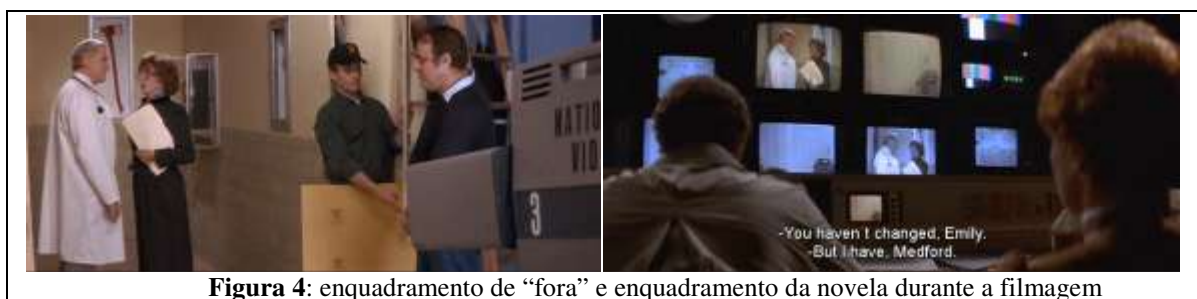 NATIO
VID
3
-You haven t changed, Emily.
-But I have, Medford.
Figura 4: enquadramento de “fora” e enquadramento da novela durante a filmagem